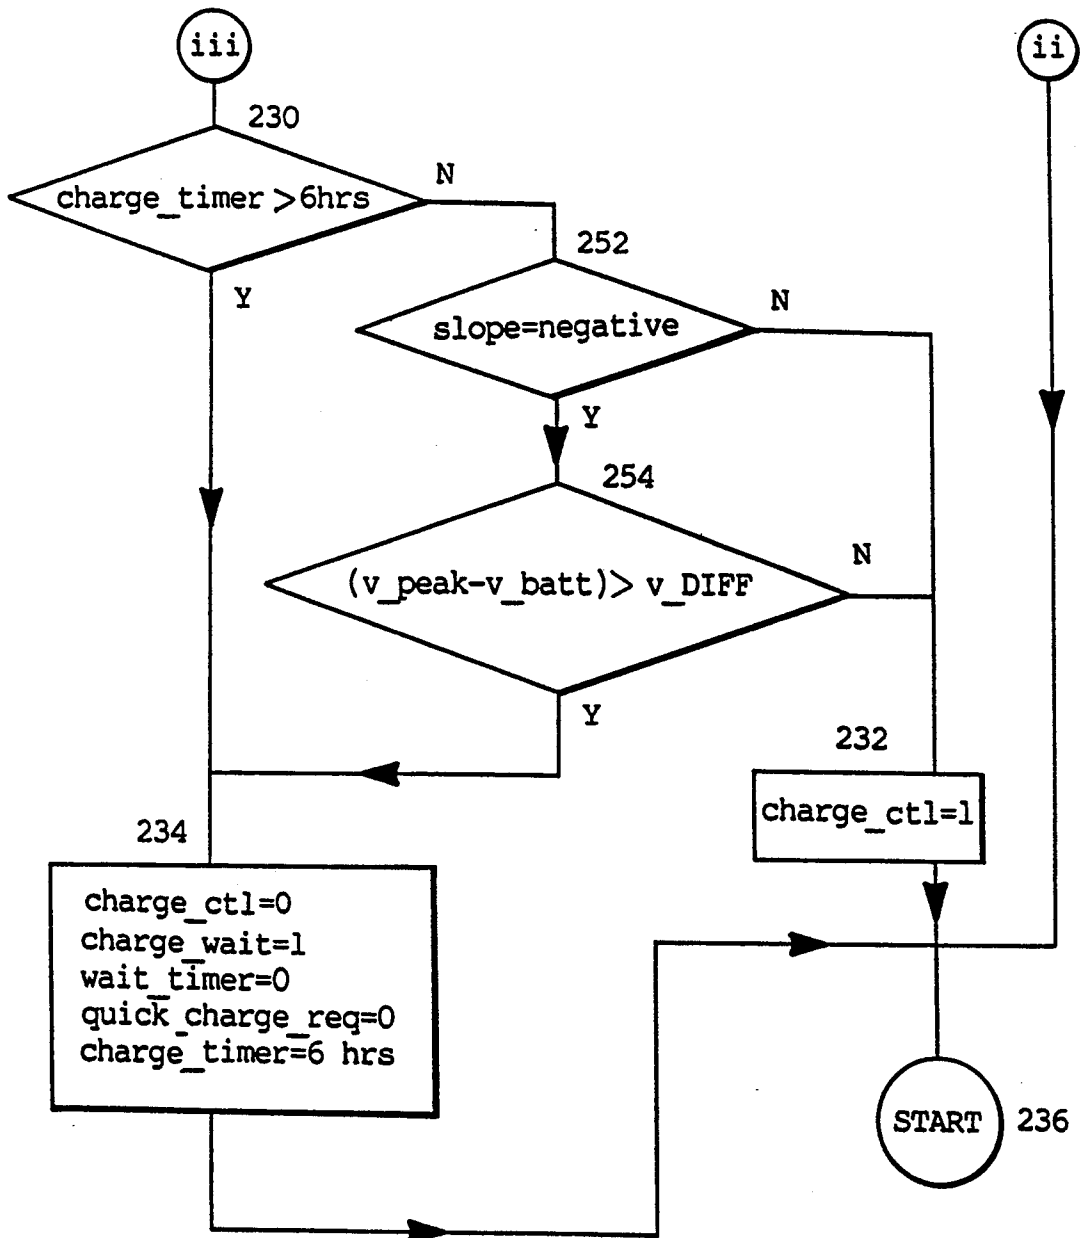 iii
ii
230
charge_timer >6hrs
N
252
Y
slope=negative
N
Y
254
(v_peak-v_batt)> v_DIFF
N
Y
232
charge_ctl=1
234
charge_ctl=0
charge_wait=1
wait_timer=0
quick_charge_req=0
charge_timer=6 hrs
START
236